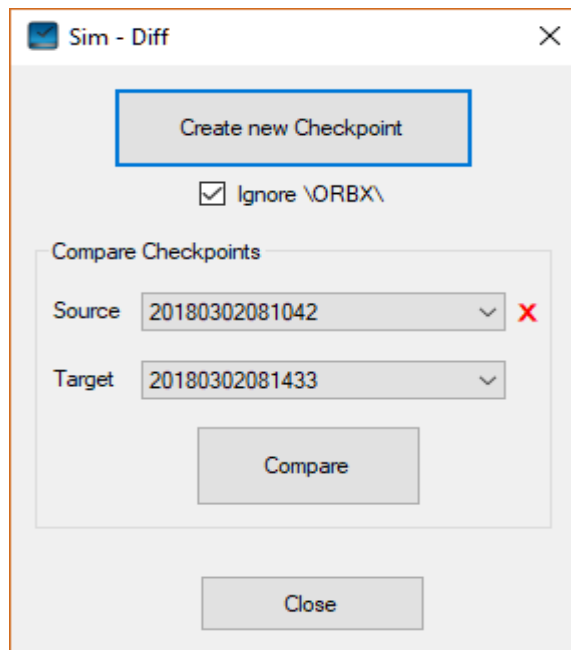 Sim - Diff
Create new Checkpoint
Ignore \ORBX\
Compare Checkpoints
Source 20180302081042 X
Target 20180302081433
Compare
Close